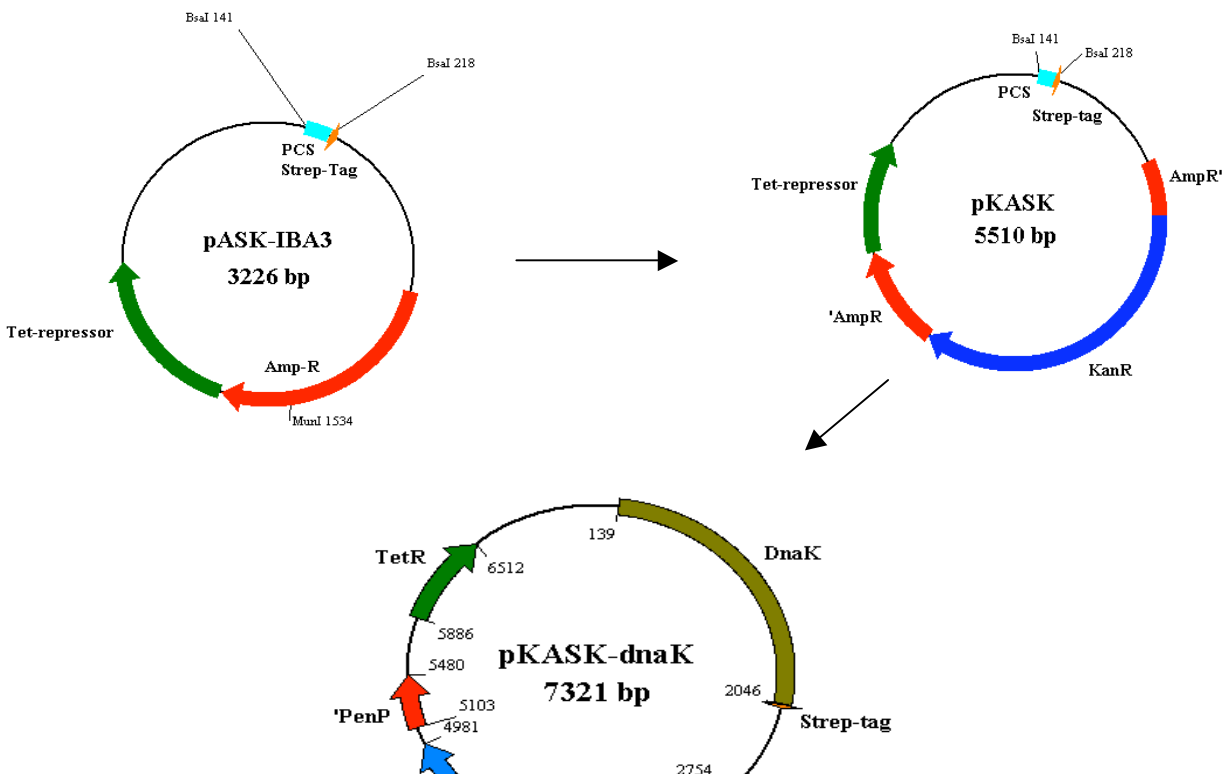 BsaI 141
BsaI 218
PCS
Strep-Tag
pASK-IBA3
3226 bp
Tet-repressor
Amp-R
MunI 1534
BsaI 141
BsaI 218
PCS
Strep-tag
AmpR'
Tet-repressor
pKASK
5510 bp
'AmpR
KanR
139
DnaK
TetR
6512
5886
pKASK-dnaK
7321 bp
5480
2046
'PenP
5103
4981
Strep-tag
2754